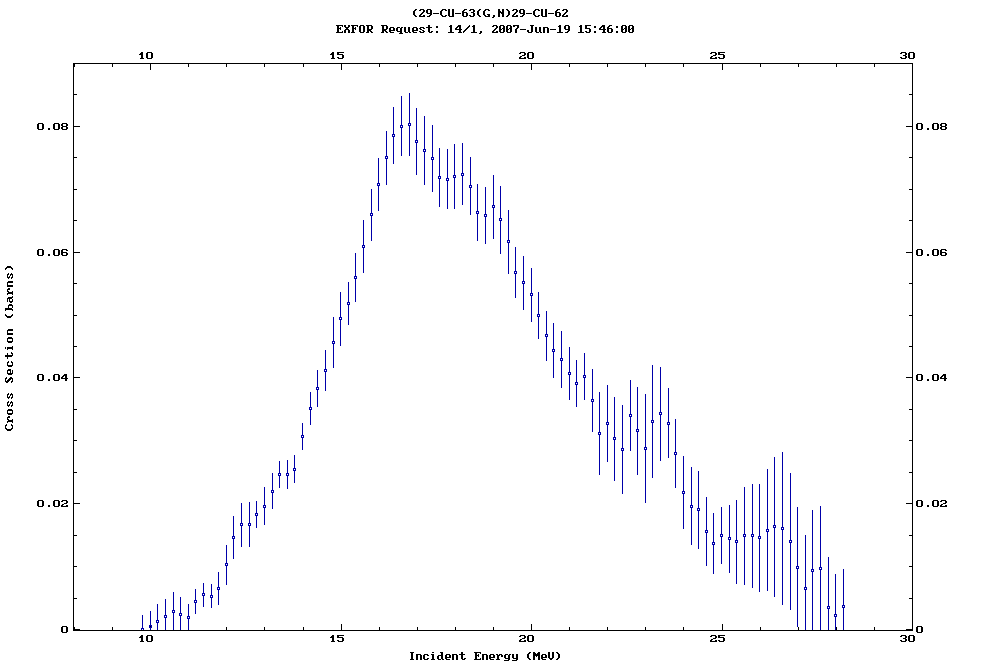 (29-CU-63(G,N)29-CU-62
EXFOR Request: 14/1, 2007-Jun-19 15:46:00
10 15 20 25 30
0.08 0.08
0.06 0.06
0.04 0.04
0.02 0.02
0 0
10 15 20 25 30
Cross Section (barns)
Incident Energy (MeV)